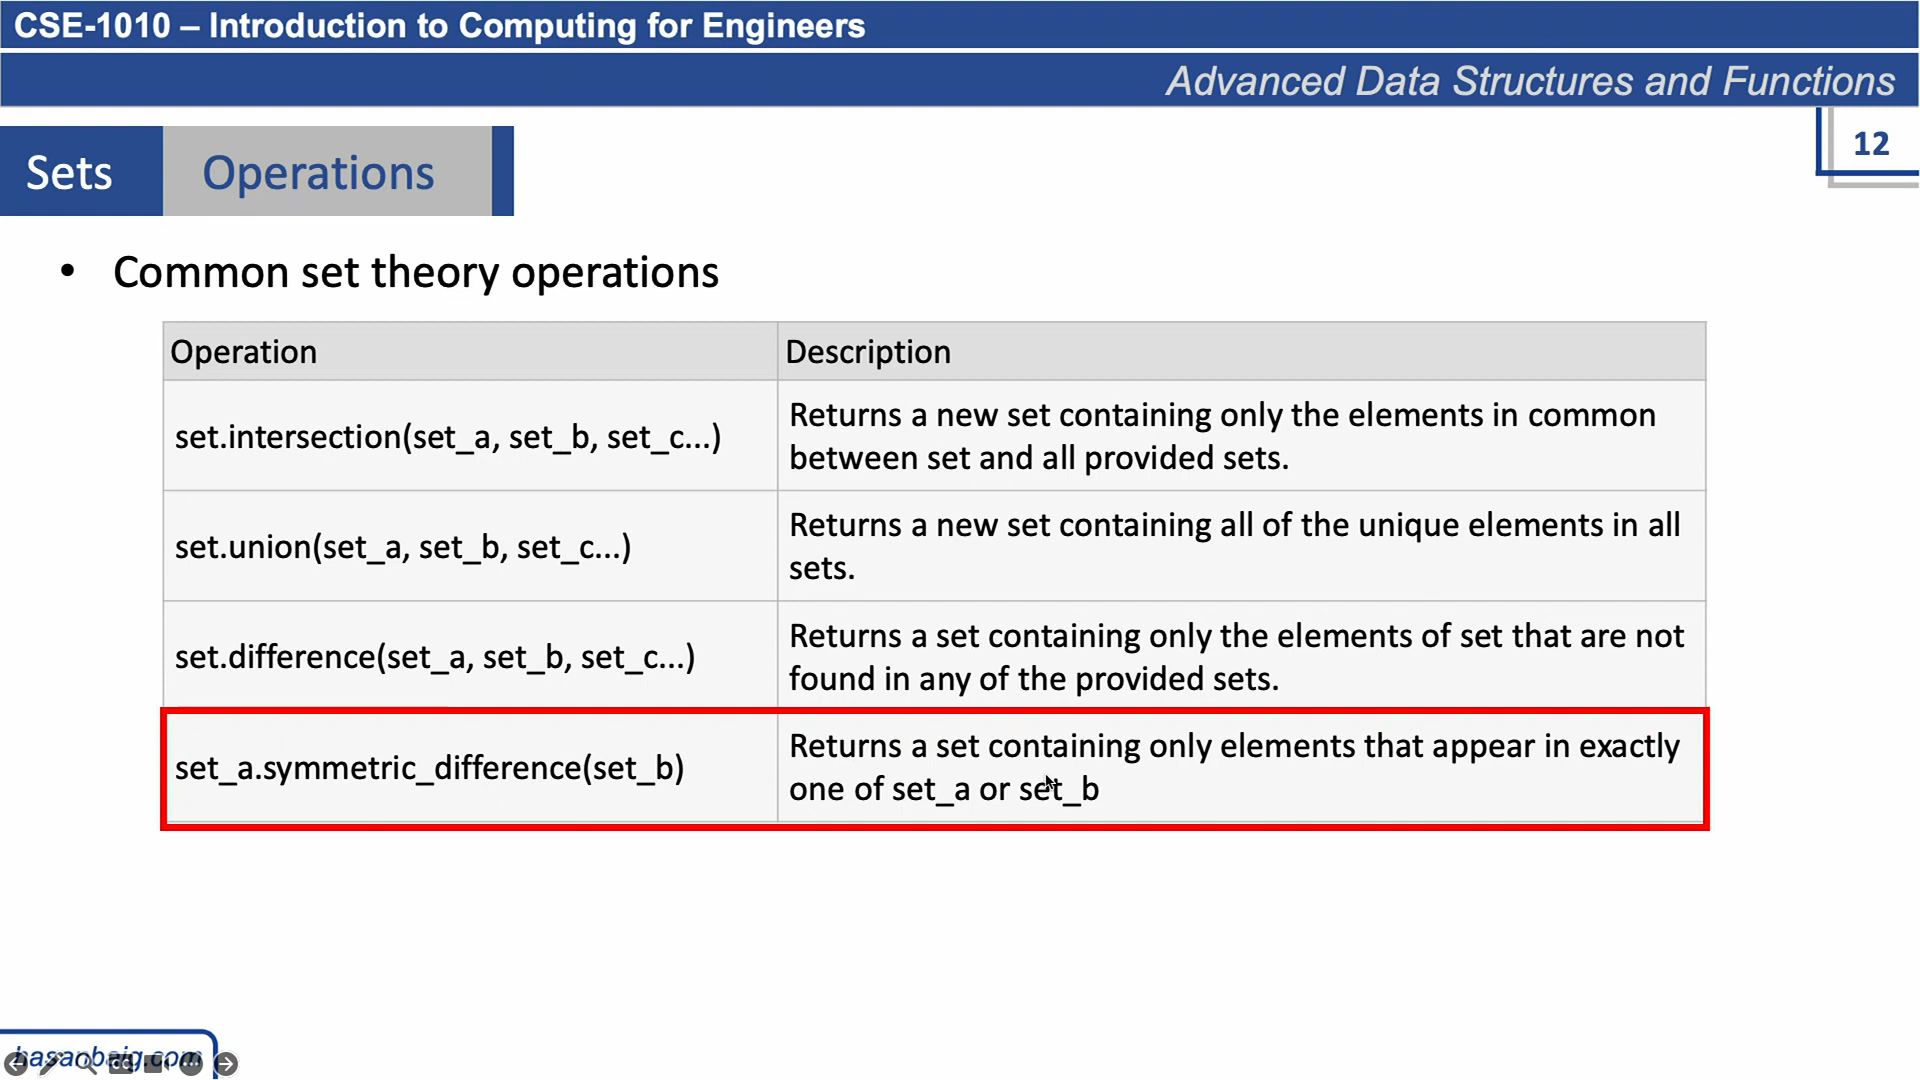 CSE-1010 – Introduction to Computing for Engineers
Advanced Data Structures and Functions
12
Sets
Operations
• Common set theory operations
Operation
Description
set.intersection(set_a, set_b, set_c...)
Returns a new set containing only the elements in common
between set and all provided sets.
set.union(set_a, set_b, set_c...)
Returns a new set containing all of the unique elements in all
sets.
set.difference(set_a, set_b, set_c...)
Returns a set containing only the elements of set that are not
found in any of the provided sets.
set_a.symmetric_difference(set_b)
Returns a set containing only elements that appear in exactly
one of set_a or set_b
hasanbaig.com